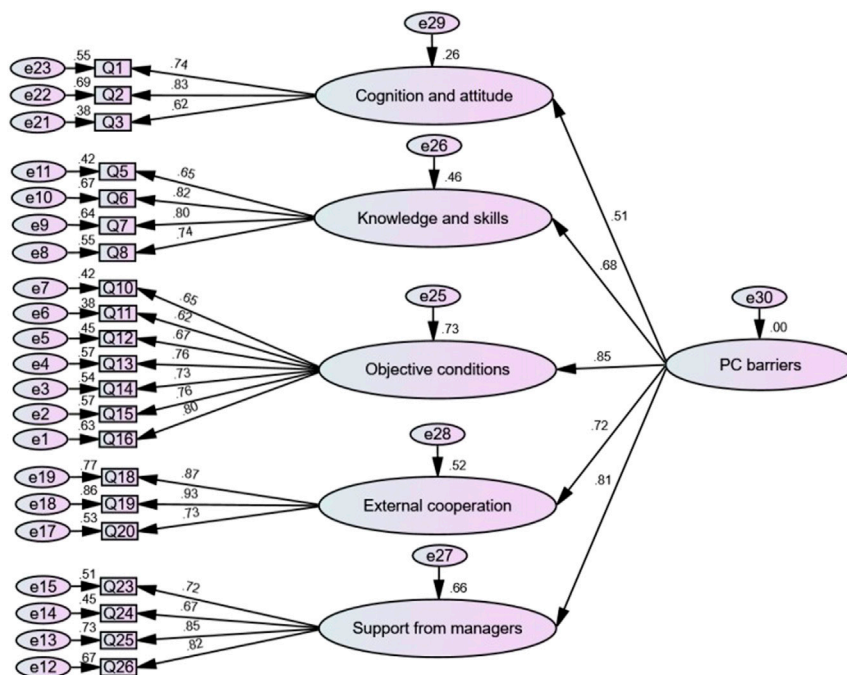 e29
.26
Cognition and attitude
e23 .55 Q1 .74
e22 .69 Q2 .83
e21 .38 Q3 .62
e26
.46
Knowledge and skills
e11 .42 Q5 .65
e10 .67 Q6 .82
e9 .64 Q7 .80
e8 .55 Q8 .74
e25
.73
Objective conditions
e7 .42 Q10 .65
e6 .38 Q11 .62
e5 .45 Q12 .67
e4 .57 Q13 .76
e3 .54 Q14 .73
e2 .57 Q15 .76
e1 .63 Q16 .80
e28
.52
External cooperation
e19 .77 Q18 .87
e18 .86 Q19 .93
e17 .53 Q20 .73
e27
.66
Support from managers
e15 .51 Q23 .72
e14 .45 Q24 .67
e13 .73 Q25 .85
e12 .67 Q26 .82
.51
.68
.85
.72
.81
e30
.00
PC barriers